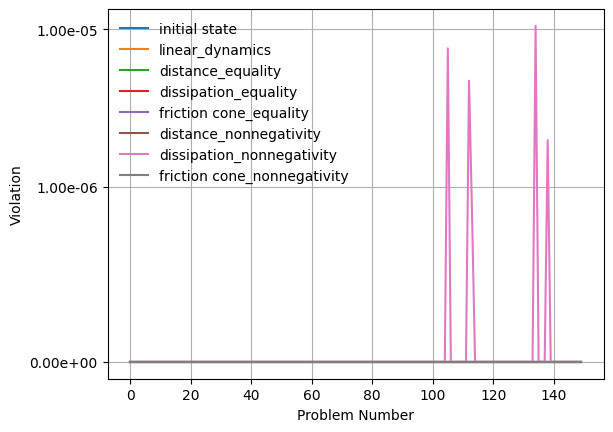 1.00e-05
1.00e-06
0.00e+00
Violation
initial state
linear_dynamics
distance_equality
dissipation_equality
friction cone_equality
distance_nonnegativity
dissipation_nonnegativity
friction cone_nonnegativity
0 20 40 60 80 100 120 140
Problem Number